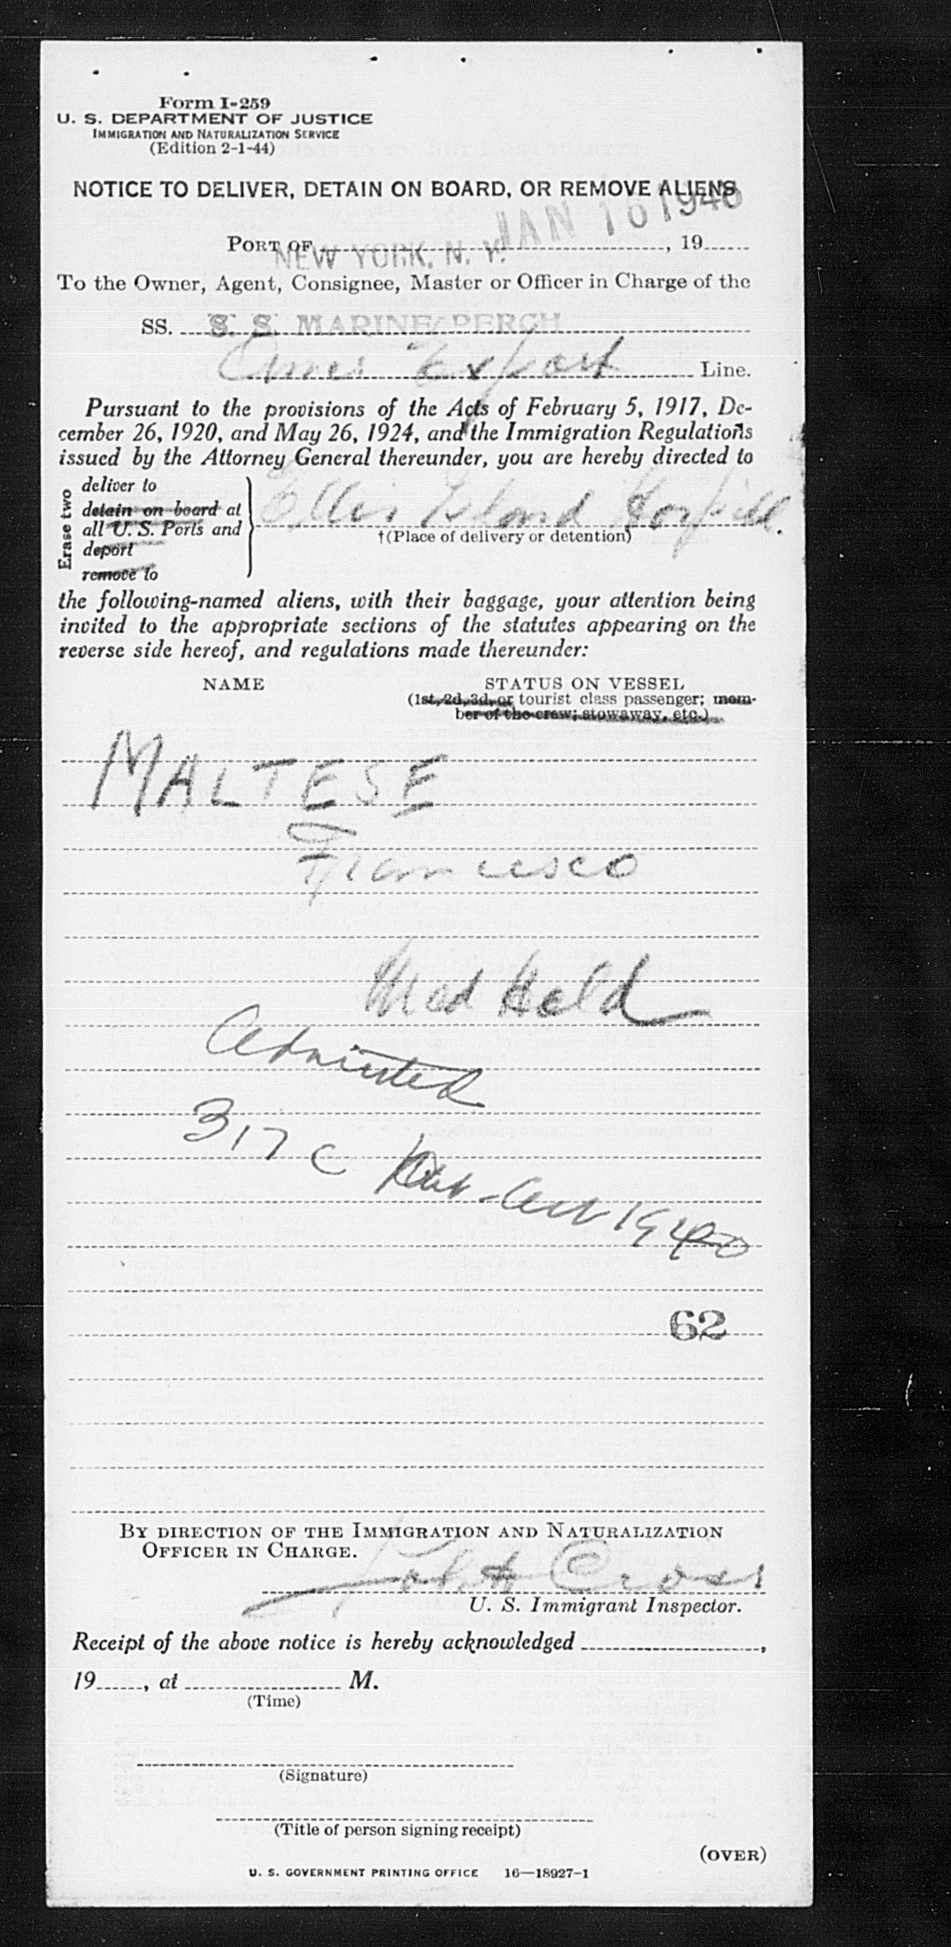 Form I-259
U. S. DEPARTMENT OF JUSTICE
IMMIGRATION AND NATURALIZATION SERVICE
(Edition 2-1-44)
NOTICE TO DELIVER, DETAIN ON BOARD, OR REMOVE ALIENS
JAN 16 1946
PORT OF NEW YORK, N. Y. , 19
To the Owner, Agent, Consignee, Master or Officer in Charge of the
SS. S. S. MARINE PERCH
Amer Export Line.
Pursuant to the provisions of the Acts of February 5, 1917, De-
cember 26, 1920, and May 26, 1924, and the Immigration Regulations
issued by the Attorney General thereunder, you are hereby directed to
Erase two
deliver to
detain on board at
all U. S. Ports and
deport
remove to
Ellis Island Hospital.
†(Place of delivery or detention)
the following-named aliens, with their baggage, your attention being
invited to the appropriate sections of the statutes appearing on the
reverse side hereof, and regulations made thereunder:
NAME STATUS ON VESSEL
(1st, 2d, 3d, or tourist class passenger; mem-
ber of the crew; stowaway, etc.)
MALTESE
Francesco
Med Held
Admitted
317 C Act 1940
62
BY DIRECTION OF THE IMMIGRATION AND NATURALIZATION
OFFICER IN CHARGE.
Cross
U. S. Immigrant Inspector.
Receipt of the above notice is hereby acknowledged ,
19 , at M.
(Time)
(Signature)
(Title of person signing receipt)
(OVER)
U. S. GOVERNMENT PRINTING OFFICE 16—18927-1